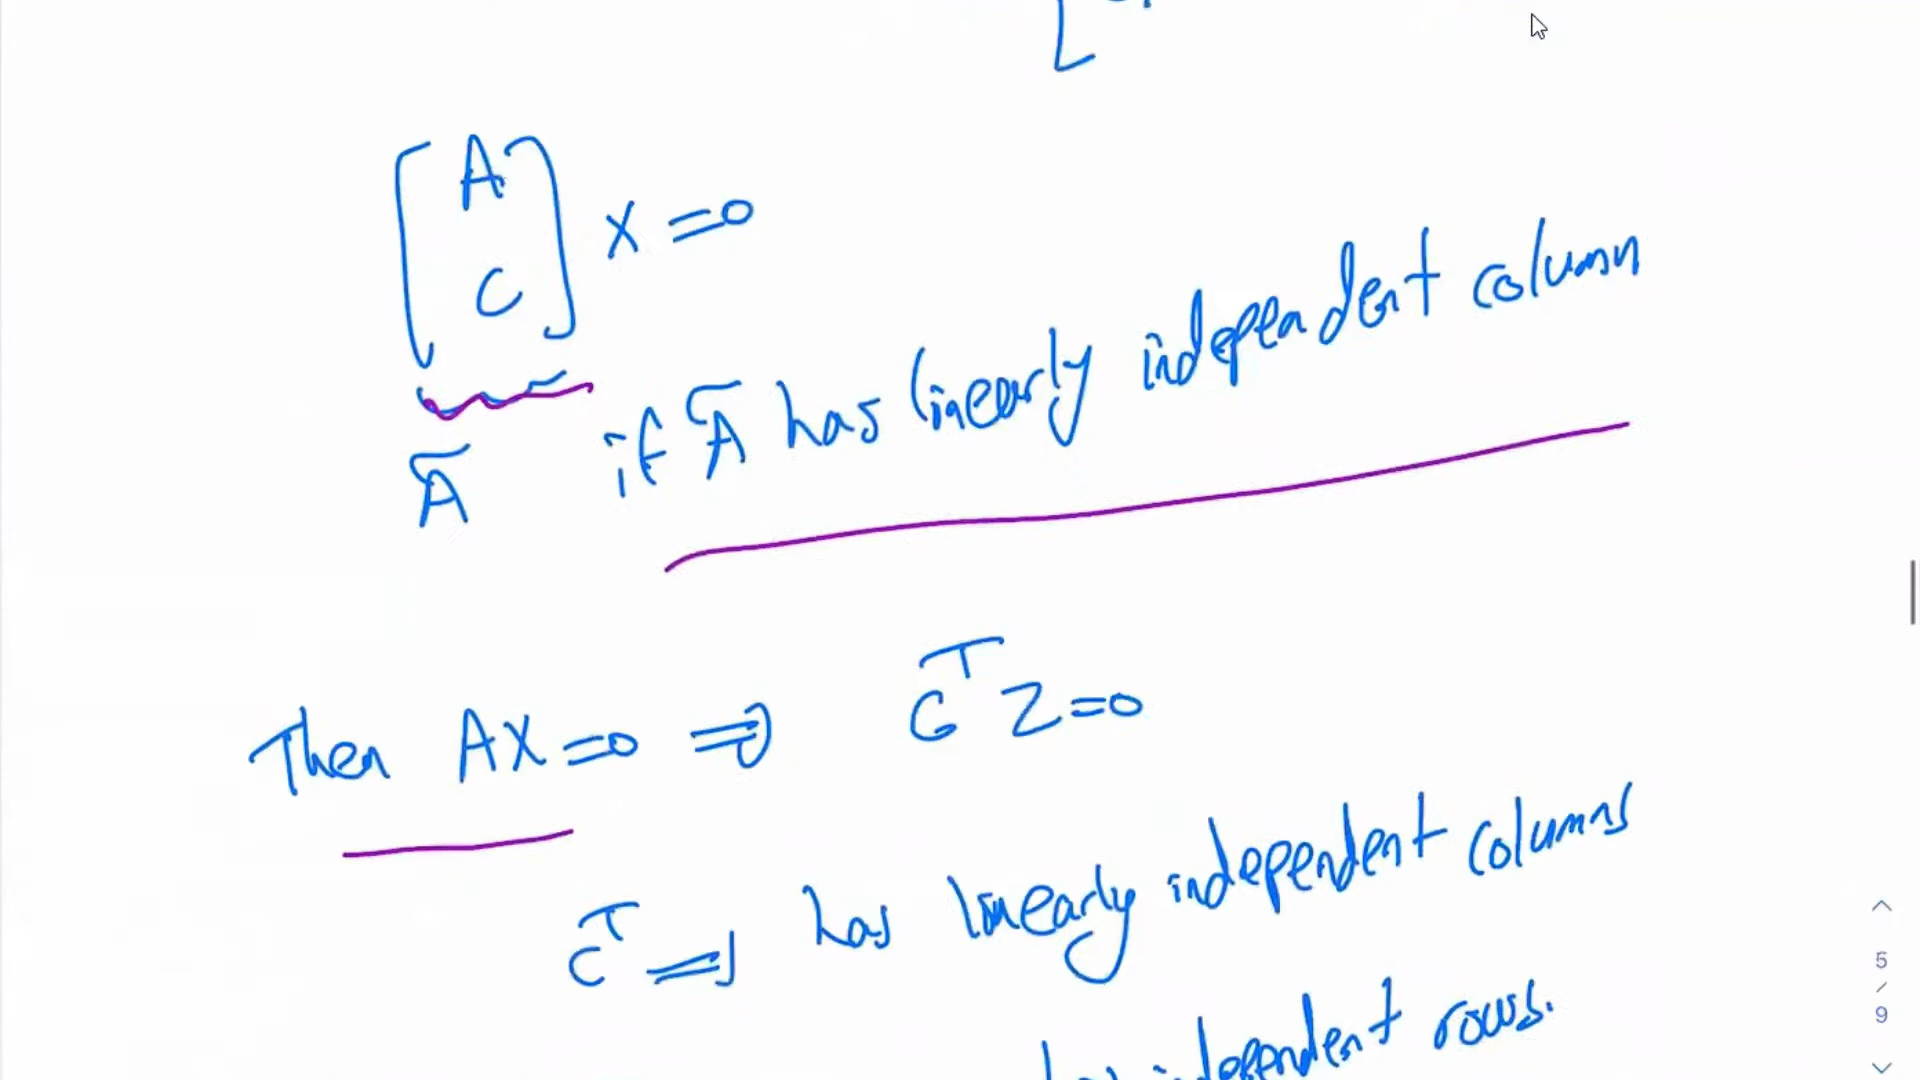 [
[ A
C ] x = 0
Ã if Ã has linearly independent column
Then Ax = 0 ⇒ C^T z = 0
C^T ⇒ has linearly independent columns
independent rows.
5
/
9